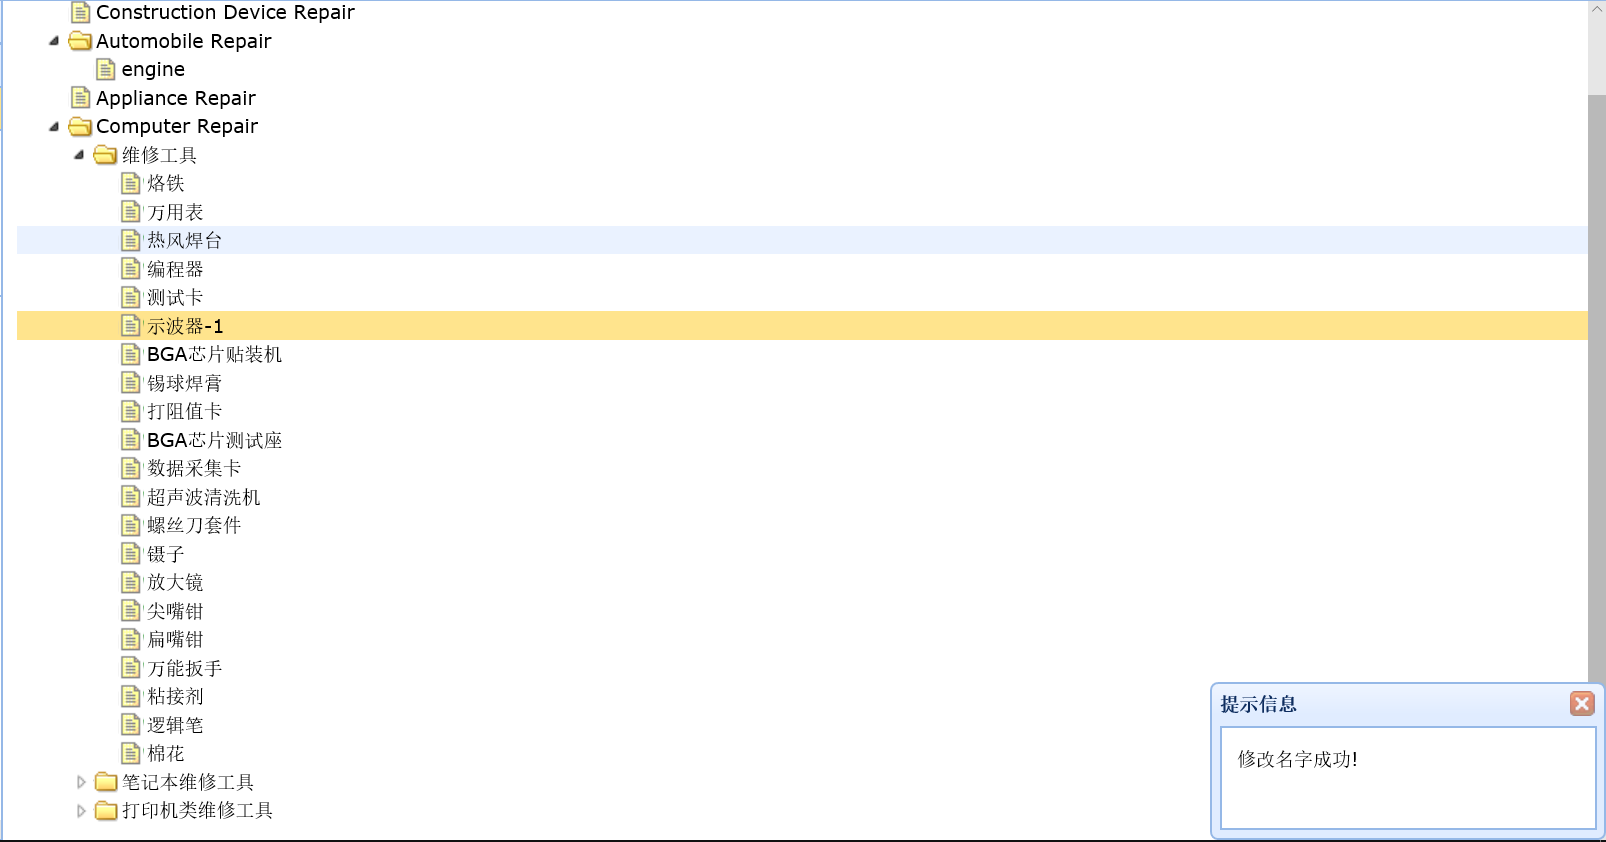 Construction Device Repair
Automobile Repair
engine
Appliance Repair
Computer Repair
维修工具
烙铁
万用表
热风焊台
编程器
测试卡
示波器-1
BGA芯片贴装机
锡球焊膏
打阻值卡
BGA芯片测试座
数据采集卡
超声波清洗机
螺丝刀套件
镊子
放大镜
尖嘴钳
扁嘴钳
万能扳手
粘接剂
逻辑笔
棉花
笔记本维修工具
打印机类维修工具
提示信息
修改名字成功!